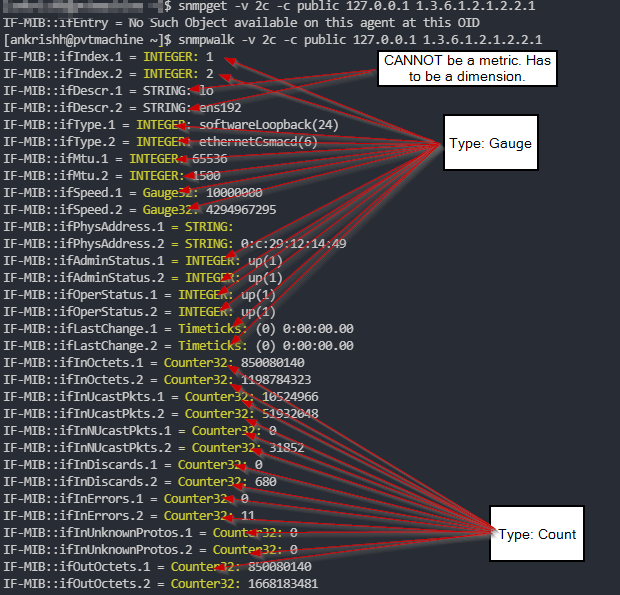 $ snmpget -v 2c -c public 127.0.0.1 1.3.6.1.2.1.2.2.1
IF-MIB::ifEntry = No Such Object available on this agent at this OID
[ankrishh@pvtmachine ~]$ snmpwalk -v 2c -c public 127.0.0.1 1.3.6.1.2.1.2.2.1
IF-MIB::ifIndex.1 = INTEGER: 1
IF-MIB::ifIndex.2 = INTEGER: 2
IF-MIB::ifDescr.1 = STRING: lo
IF-MIB::ifDescr.2 = STRING: ens192
IF-MIB::ifType.1 = INTEGER: softwareLoopback(24)
IF-MIB::ifType.2 = INTEGER: ethernetCsmacd(6)
IF-MIB::ifMtu.1 = INTEGER: 65536
IF-MIB::ifMtu.2 = INTEGER: 1500
IF-MIB::ifSpeed.1 = Gauge32: 10000000
IF-MIB::ifSpeed.2 = Gauge32: 4294967295
IF-MIB::ifPhysAddress.1 = STRING:
IF-MIB::ifPhysAddress.2 = STRING: 0:c:29:12:14:49
IF-MIB::ifAdminStatus.1 = INTEGER: up(1)
IF-MIB::ifAdminStatus.2 = INTEGER: up(1)
IF-MIB::ifOperStatus.1 = INTEGER: up(1)
IF-MIB::ifOperStatus.2 = INTEGER: up(1)
IF-MIB::ifLastChange.1 = Timeticks: (0) 0:00:00.00
IF-MIB::ifLastChange.2 = Timeticks: (0) 0:00:00.00
IF-MIB::ifInOctets.1 = Counter32: 850080140
IF-MIB::ifInOctets.2 = Counter32: 1198784323
IF-MIB::ifInUcastPkts.1 = Counter32: 10524966
IF-MIB::ifInUcastPkts.2 = Counter32: 51932048
IF-MIB::ifInNUcastPkts.1 = Counter32: 0
IF-MIB::ifInNUcastPkts.2 = Counter32: 31852
IF-MIB::ifInDiscards.1 = Counter32: 0
IF-MIB::ifInDiscards.2 = Counter32: 680
IF-MIB::ifInErrors.1 = Counter32: 0
IF-MIB::ifInErrors.2 = Counter32: 11
IF-MIB::ifInUnknownProtos.1 = Counter32: 0
IF-MIB::ifInUnknownProtos.2 = Counter32: 0
IF-MIB::ifOutOctets.1 = Counter32: 850080140
IF-MIB::ifOutOctets.2 = Counter32: 1668183481
CANNOT be a metric. Has
to be a dimension.
Type: Gauge
Type: Count